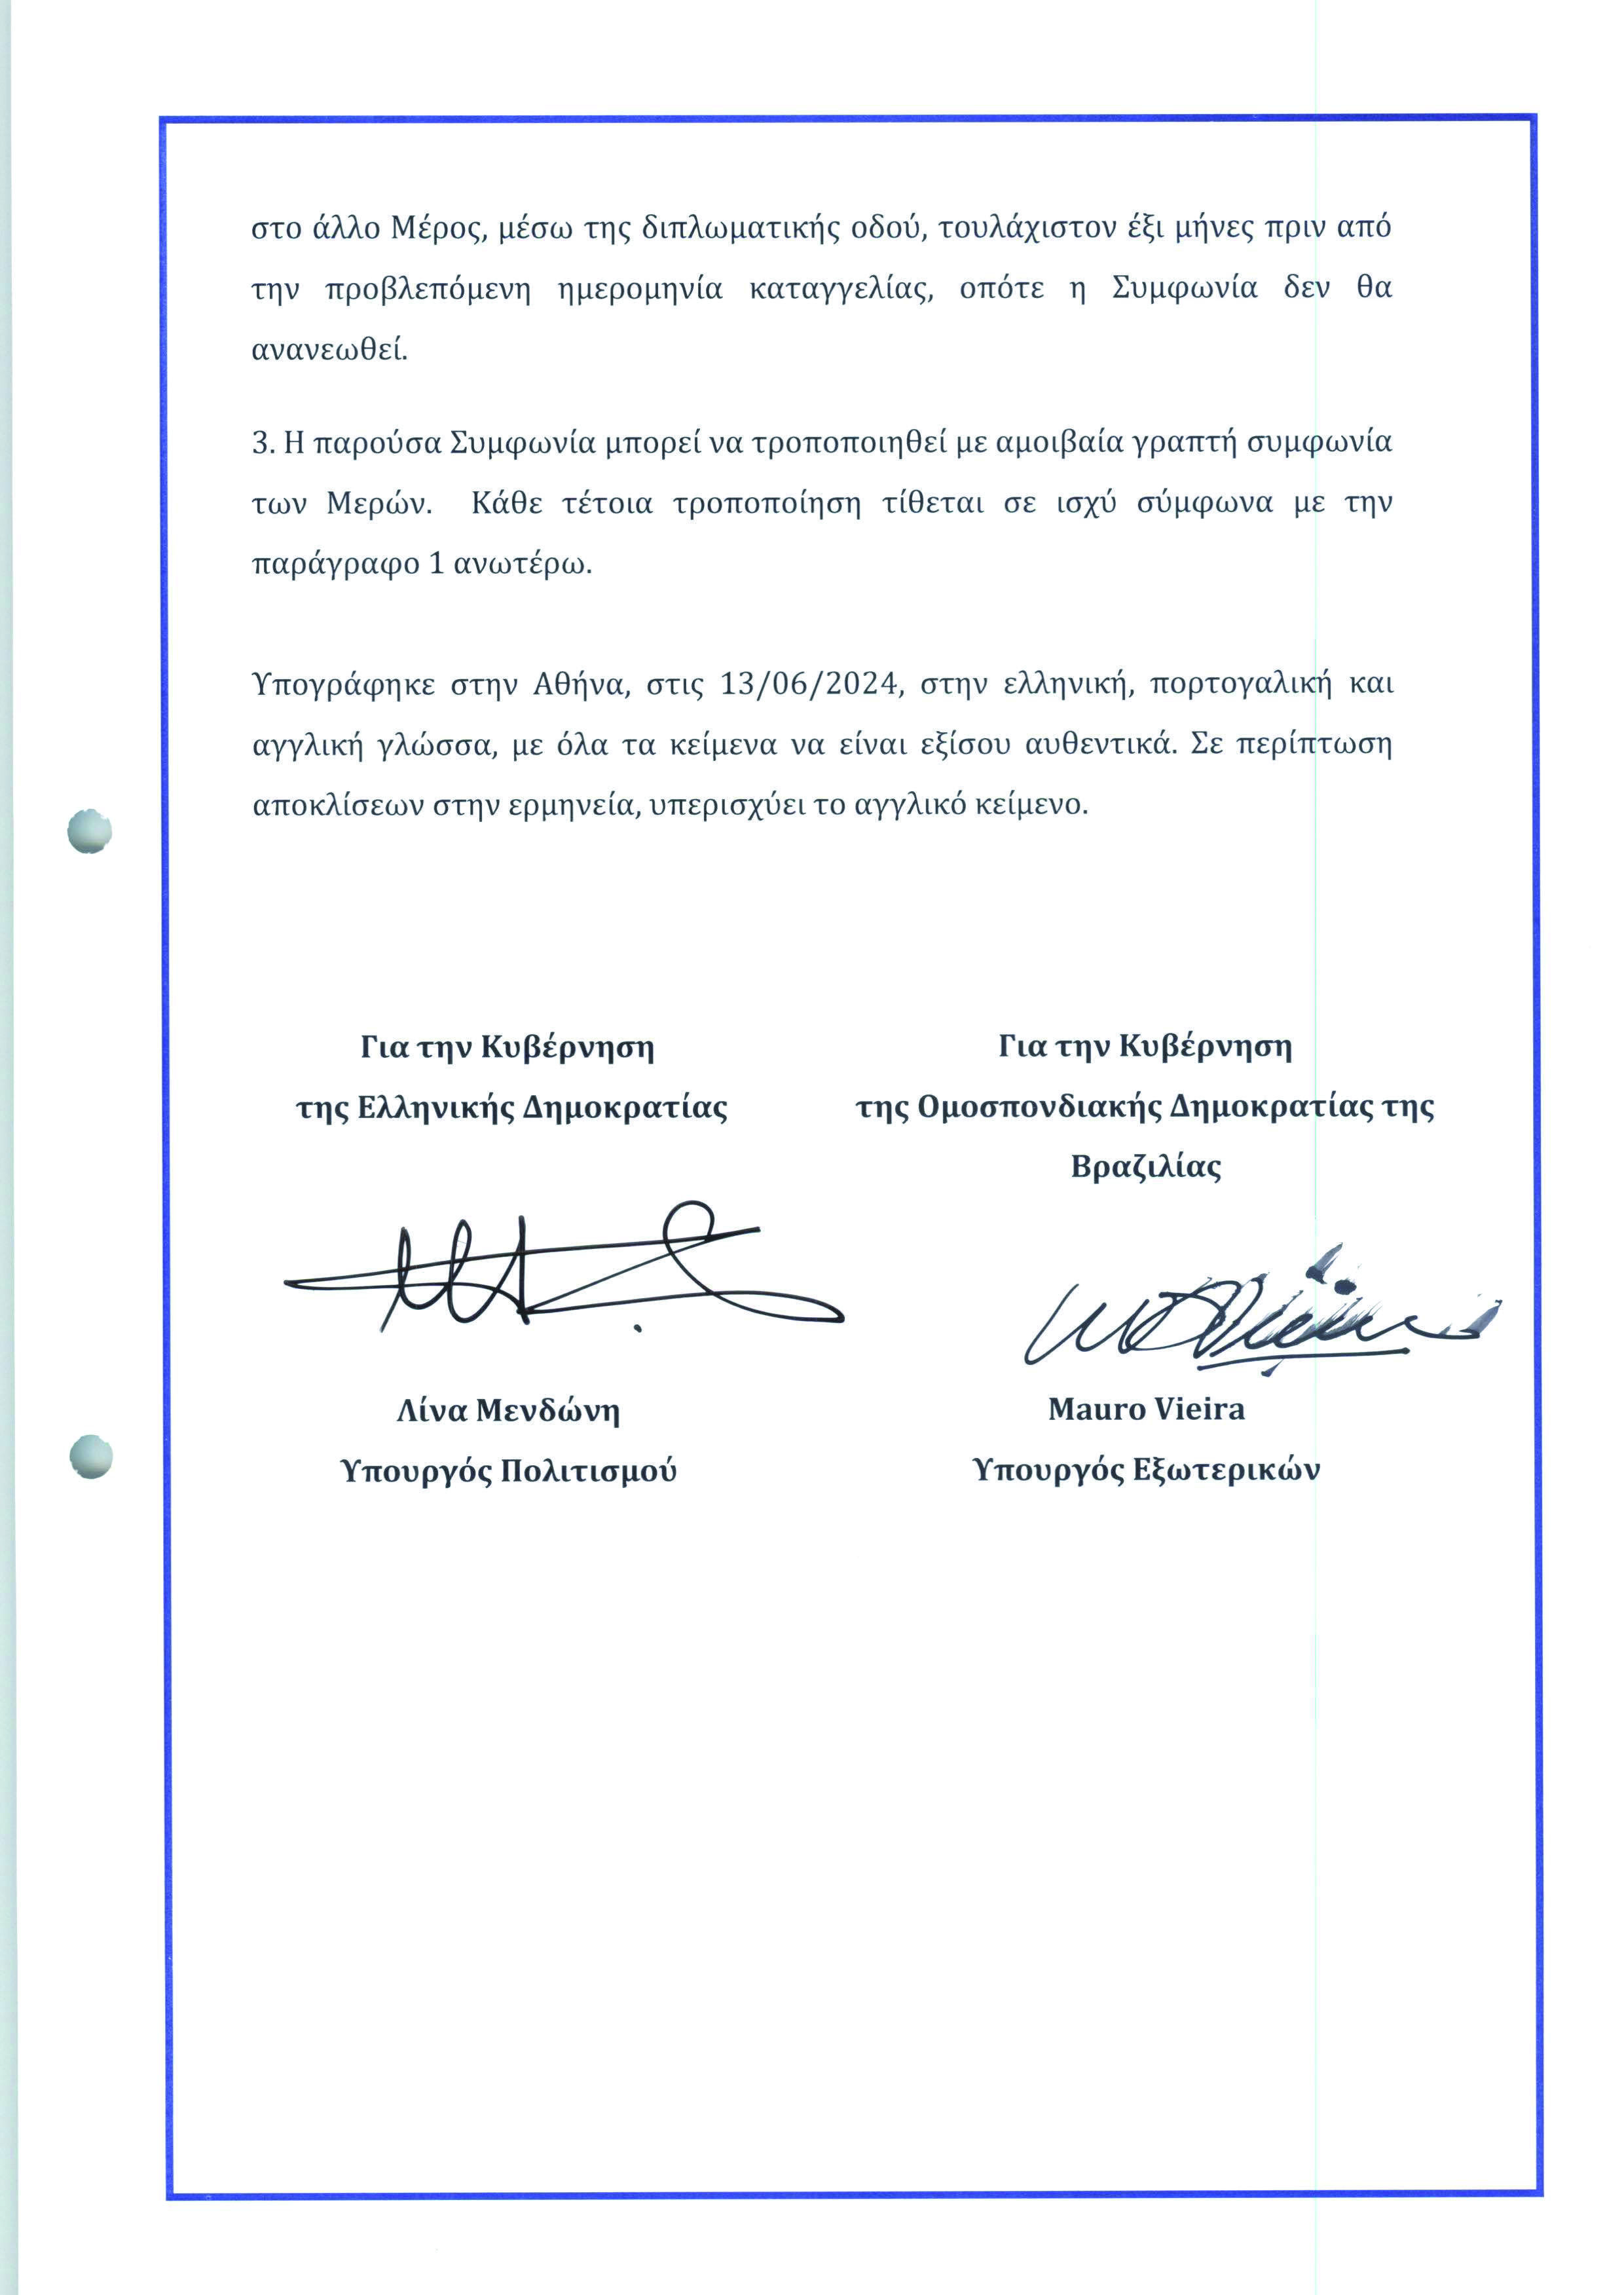 στο άλλο Μέρος, μέσω της διπλωματικής οδού, τουλάχιστον έξι μήνες πριν από
την προβλεπόμενη ημερομηνία καταγγελίας, οπότε η Συμφωνία δεν θα
ανανεωθεί.
3. Η παρούσα Συμφωνία μπορεί να τροποποιηθεί με αμοιβαία γραπτή συμφωνία
των Μερών. Κάθε τέτοια τροποποίηση τίθεται σε ισχύ σύμφωνα με την
παράγραφο 1 ανωτέρω.
Υπογράφηκε στην Αθήνα, στις 13/06/2024, στην ελληνική, πορτογαλική και
αγγλική γλώσσα, με όλα τα κείμενα να είναι εξίσου αυθεντικά. Σε περίπτωση
αποκλίσεων στην ερμηνεία, υπερισχύει το αγγλικό κείμενο.
Για την Κυβέρνηση
της Ελληνικής Δημοκρατίας
Για την Κυβέρνηση
της Ομοσπονδιακής Δημοκρατίας της
Βραζιλίας
Λίνα Μενδώνη
Υπουργός Πολιτισμού
Mauro Vieira
Υπουργός Εξωτερικών